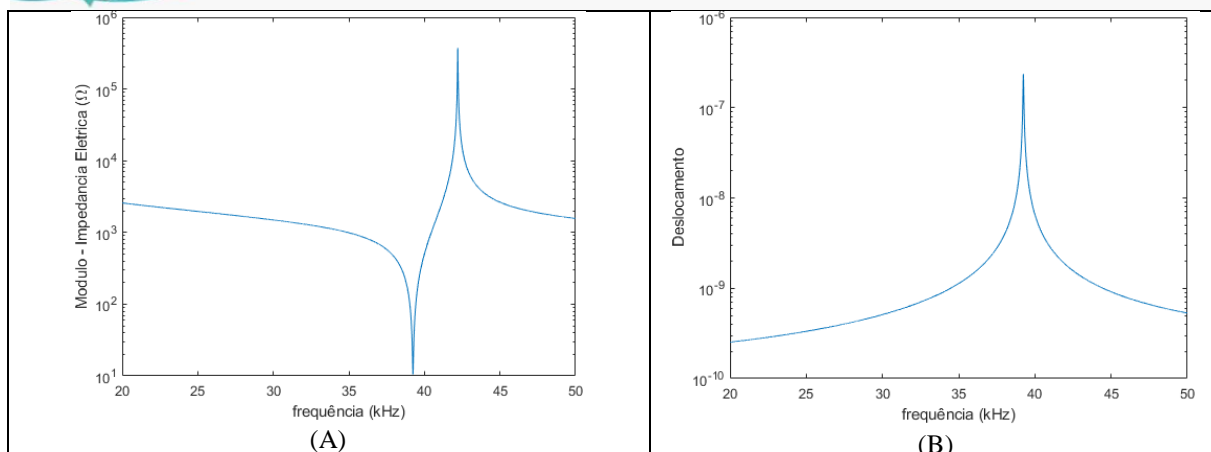 10^6
10^5
10^4
10^3
10^2
10^1
Modulo - Impedancia Eletrica (Ω)
20 25 30 35 40 45 50
frequência (kHz)
(A)
10^-6
10^-7
10^-8
10^-9
10^-10
Deslocamento
20 25 30 35 40 45 50
frequência (kHz)
(B)